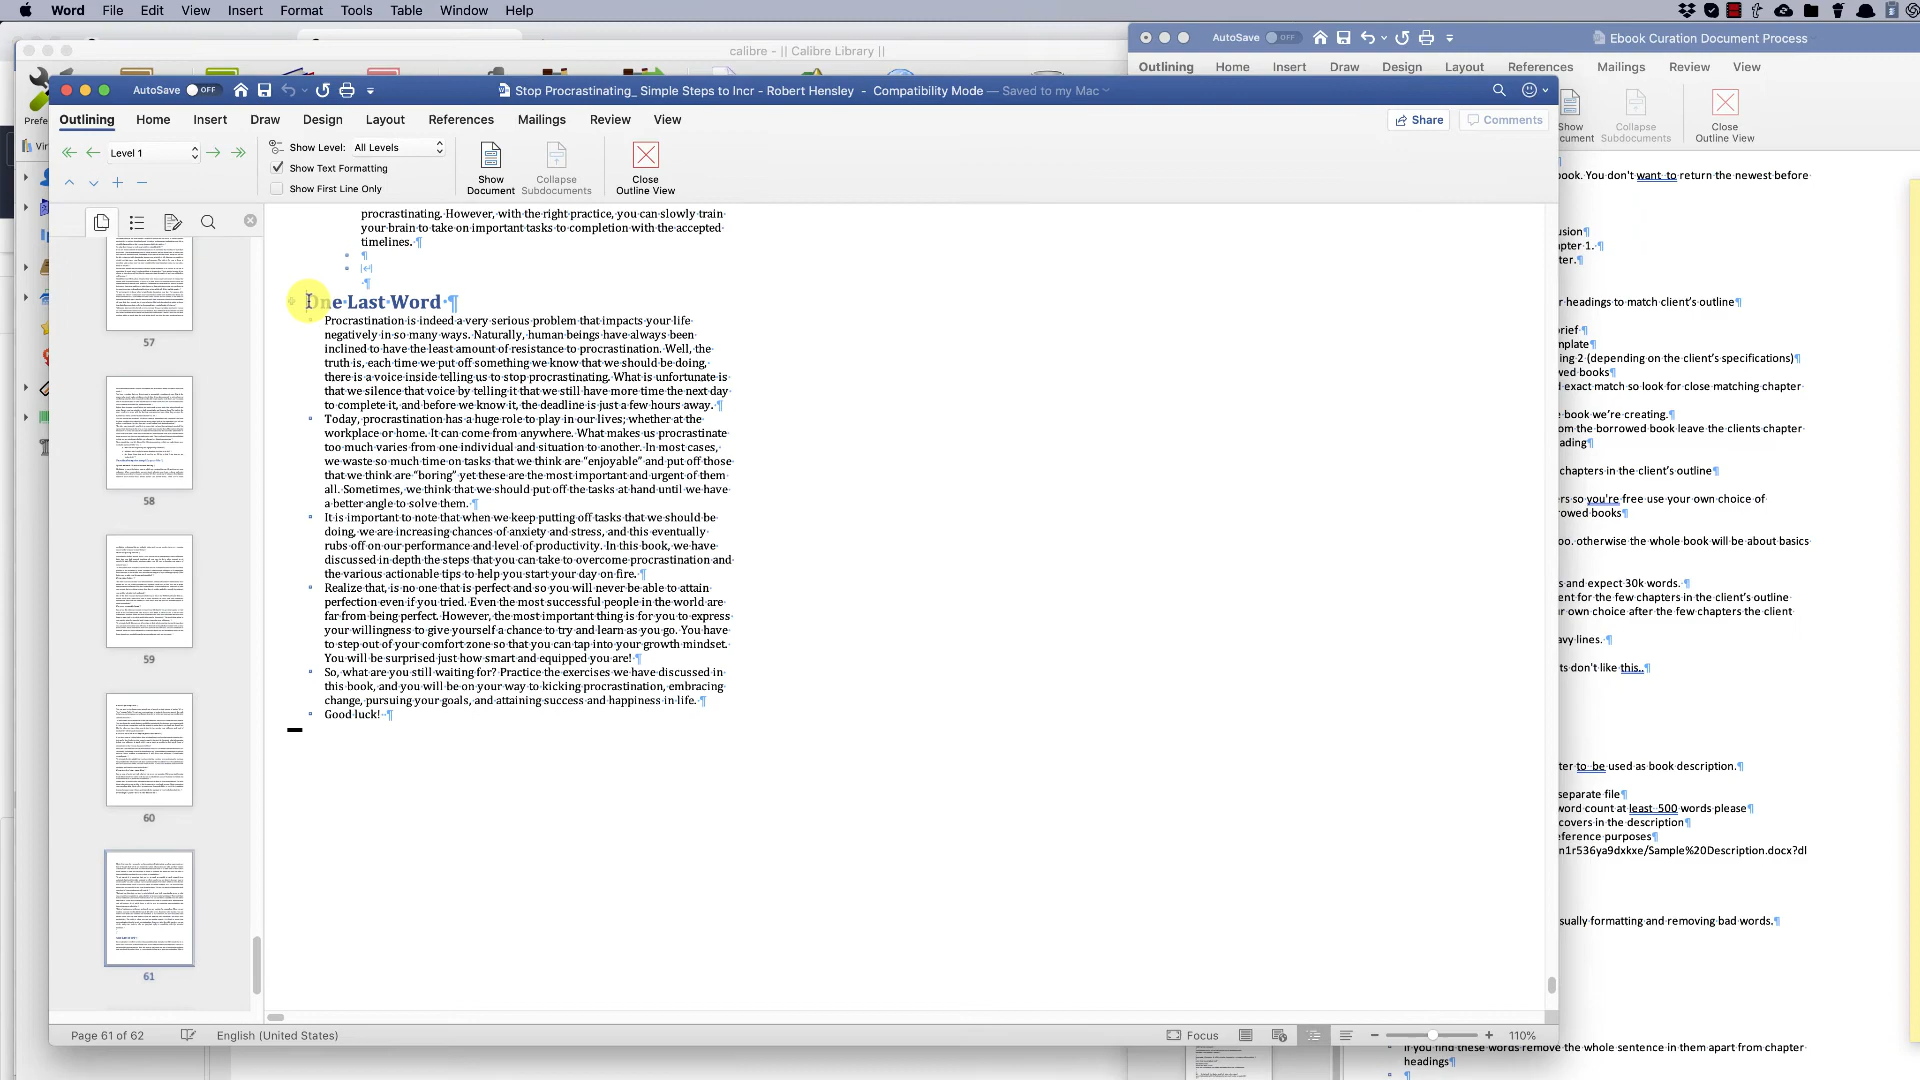 Word File Edit View Insert Format Tools Table Window Help
calibre - || Calibre Library ||
AutoSave OFF Ebook Curation Document Process
Outlining Home Insert Draw Design Layout References Mailings Review View
Collapse Subdocuments
Close Outline View
AutoSave OFF Stop Procrastinating_ Simple Steps to Incr - Robert Hensley - Compatibility Mode — Saved to my Mac
Outlining Home Insert Draw Design Layout References Mailings Review View Share Comments
Level 1
Show Level: All Levels
Show Text Formatting
Show First Line Only
Show Document
Collapse Subdocuments
Close Outline View
57
58
59
60
61
procrastinating. However, with the right practice, you can slowly train
your brain to take on important tasks to completion with the accepted
timelines. ¶
¶
¶
One Last Word ¶
Procrastination is indeed a very serious problem that impacts your life
negatively in so many ways. Naturally, human beings have always been
inclined to have the least amount of resistance to procrastination. Well, the
truth is, each time we put off something we know that we should be doing,
there is a voice inside telling us to stop procrastinating. What is unfortunate is
that we silence that voice by telling it that we still have more time the next day
to complete it, and before we know it, the deadline is just a few hours away. ¶
Today, procrastination has a huge role to play in our lives; whether at the
workplace or home. It can come from anywhere. What makes us procrastinate
too much varies from one individual and situation to another. In most cases,
we waste so much time on tasks that we think are “enjoyable” and put off those
that we think are “boring” yet these are the most important and urgent of them
all. Sometimes, we think that we should put off the tasks at hand until we have
a better angle to solve them. ¶
It is important to note that when we keep putting off tasks that we should be
doing, we are increasing chances of anxiety and stress, and this eventually
rubs off on our performance and level of productivity. In this book, we have
discussed in depth the steps that you can take to overcome procrastination and
the various actionable tips to help you start your day on fire. ¶
Realize that, is no one that is perfect and so you will never be able to attain
perfection even if you tried. Even the most successful people in the world are
far from being perfect. However, the most important thing is for you to express
your willingness to give yourself a chance to try and learn as you go. You have
to step out of your comfort zone so that you can tap into your growth mindset.
You will be surprised just how smart and equipped you are! ¶
So, what are you still waiting for? Practice the exercises we have discussed in
this book, and you will be on your way to kicking procrastination, embracing
change, pursuing your goals, and attaining success and happiness in life. ¶
Good luck! ¶
Page 61 of 62 English (United States) Focus 110%
book. You don't want to return the newest before
apter 1. ¶
headings to match client's outline¶
ing 2 (depending on the client's specifications)¶
exact match so look for close matching chapter
book we're creating.¶
om the borrowed book leave the clients chapter
chapters in the client's outline¶
rs so you're free use your own choice of
too. otherwise the whole book will be about basics
s and expect 30k words. ¶
ent for the few chapters in the client's outline
own choice after the few chapters the client
lines. ¶
ts don't like this..¶
to be used as book description.¶
separate file¶
word count at least 500 words please¶
covers in the description¶
purposes¶
n1r536ya9dxkxe/Sample%20Description.docx?dl
formatting and removing bad words.¶
If you find these words remove the whole sentence in them apart from chapter
headings¶
¶